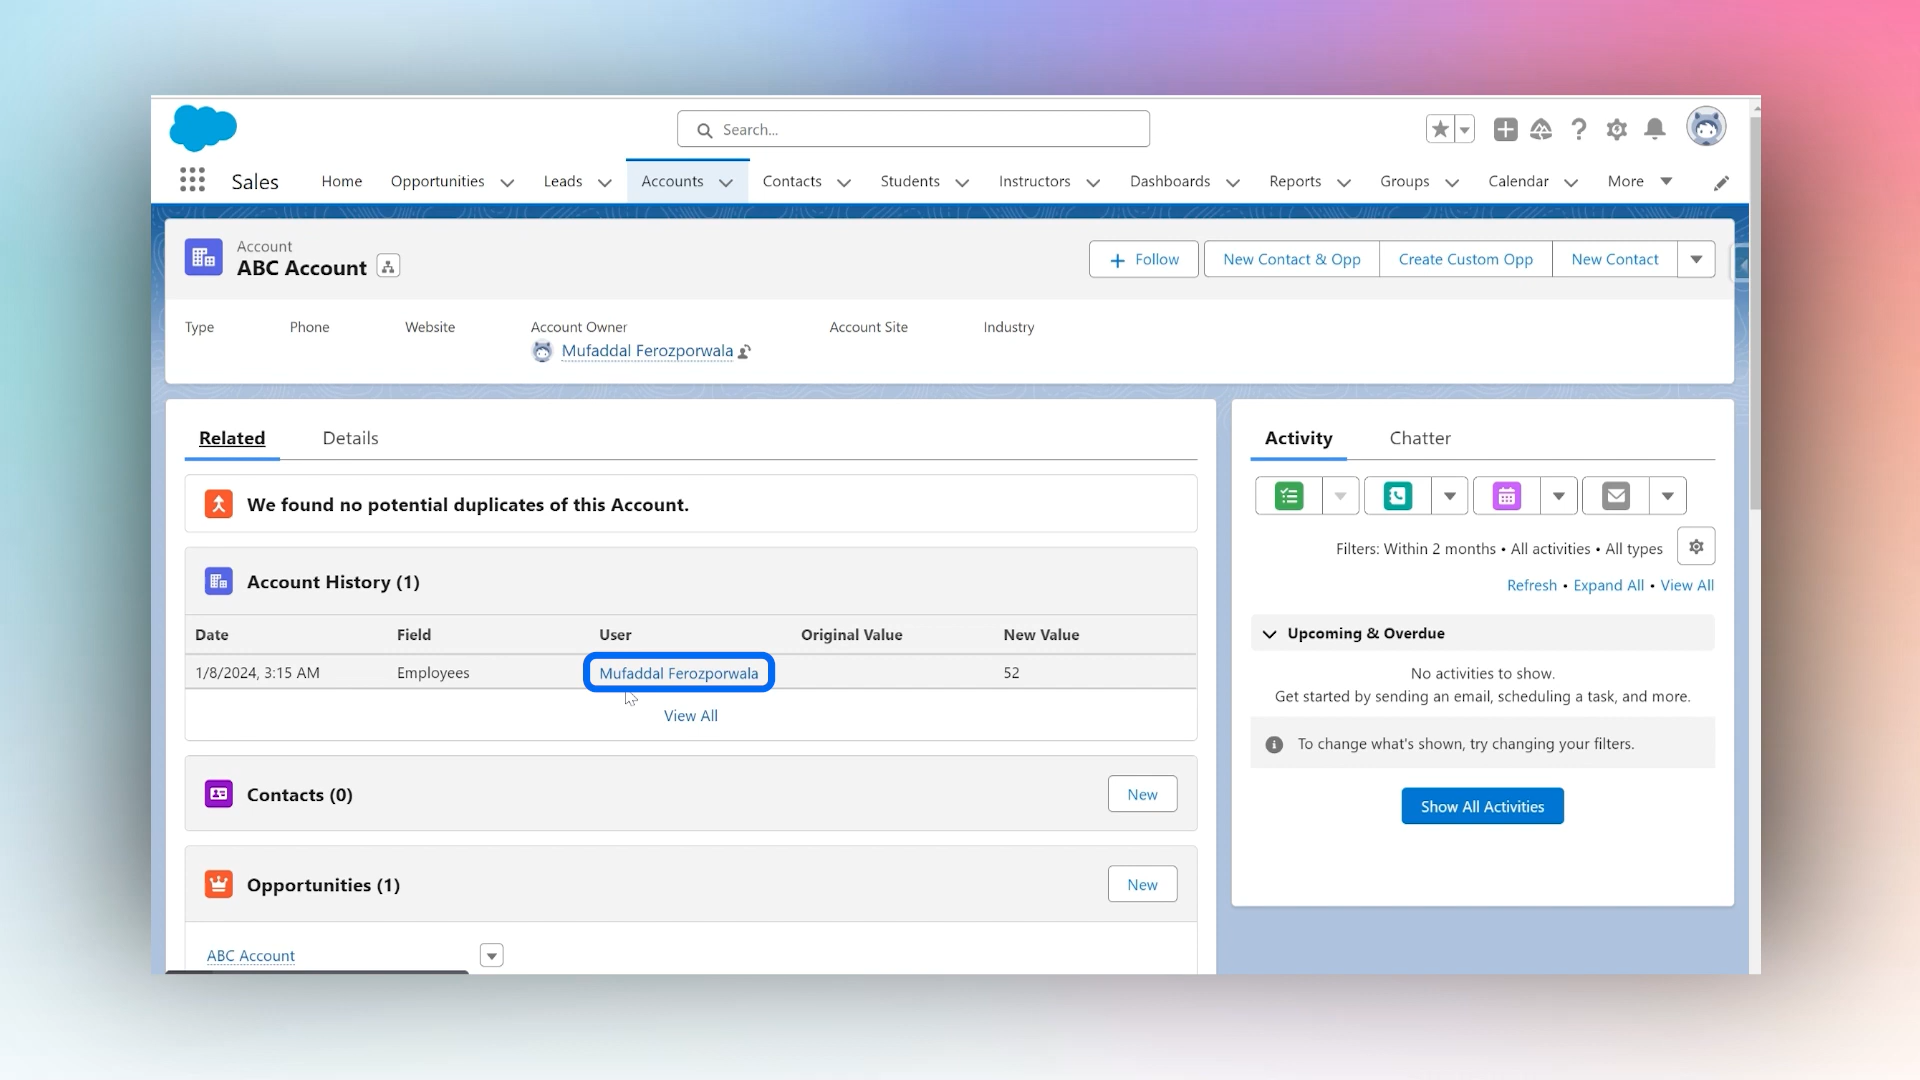 Search...
Sales Home Opportunities Leads Accounts Contacts Students Instructors Dashboards Reports Groups Calendar More
Account
ABC Account
Follow New Contact & Opp Create Custom Opp New Contact
Type Phone Website Account Owner Account Site Industry
Mufaddal Ferozporwala
Related Details
We found no potential duplicates of this Account.
Account History (1)
Date Field User Original Value New Value
1/8/2024, 3:15 AM Employees Mufaddal Ferozporwala 52
View All
Contacts (0) New
Opportunities (1) New
ABC Account
Activity Chatter
Filters: Within 2 months • All activities • All types
Refresh • Expand All • View All
Upcoming & Overdue
No activities to show.
Get started by sending an email, scheduling a task, and more.
To change what's shown, try changing your filters.
Show All Activities